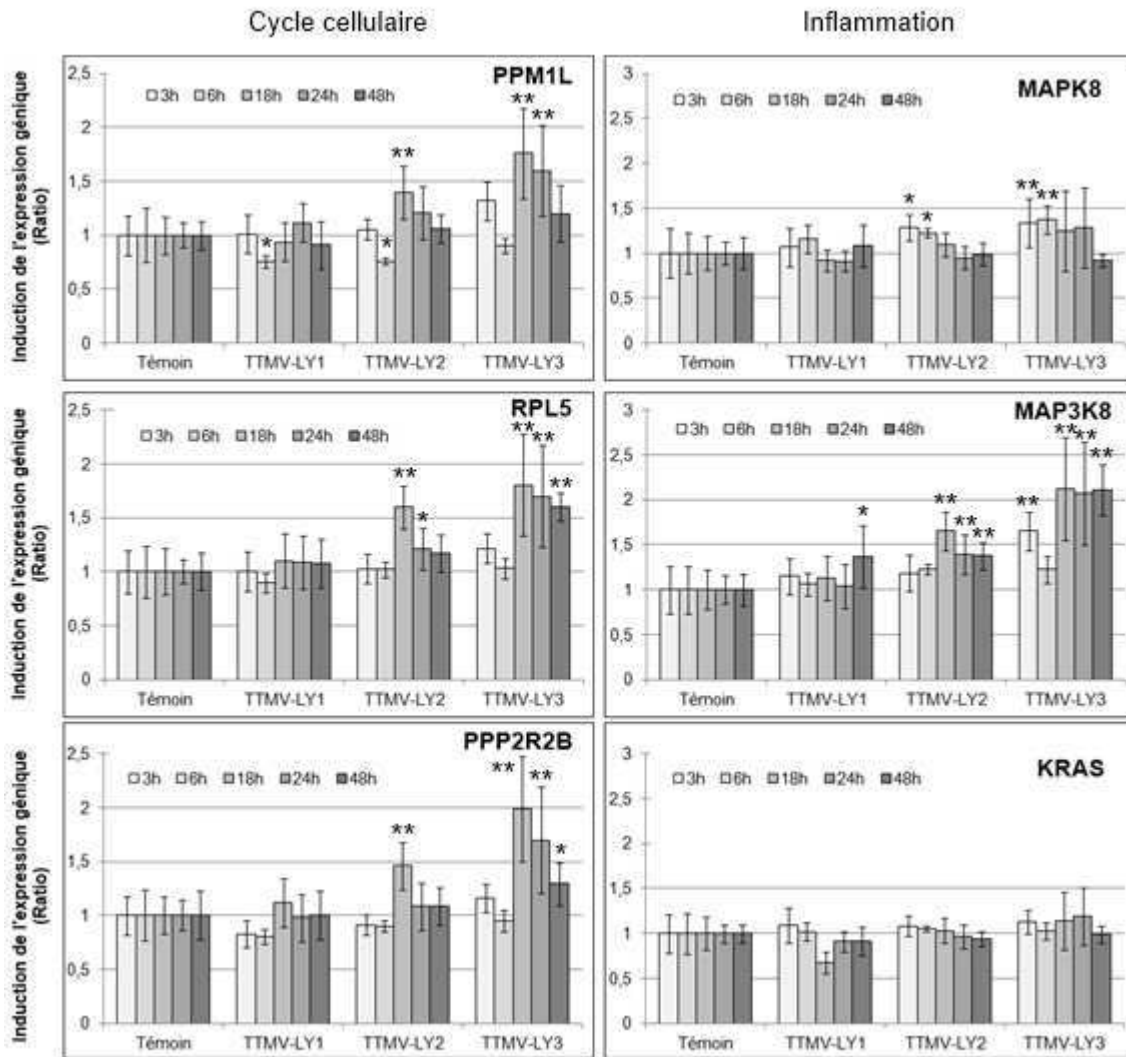 Cycle cellulaire
Inflammation
Induction de l'expression génique
(Ratio)
PPM1L
3h 6h 18h 24h 48h
2,5
2
1,5
1
0,5
0
** ** ** * *
Témoin TTMV-LY1 TTMV-LY2 TTMV-LY3
MAPK8
3h 6h 18h 24h 48h
3
2,5
2
1,5
1
0,5
0
* * ** **
Témoin TTMV-LY1 TTMV-LY2 TTMV-LY3
Induction de l'expression génique
(Ratio)
RPL5
3h 6h 18h 24h 48h
2,5
2
1,5
1
0,5
0
** * ** ** **
Témoin TTMV-LY1 TTMV-LY2 TTMV-LY3
MAP3K8
3h 6h 18h 24h 48h
3
2,5
2
1,5
1
0,5
0
* ** ** ** ** ** ** **
Témoin TTMV-LY1 TTMV-LY2 TTMV-LY3
Induction de l'expression génique
(Ratio)
PPP2R2B
3h 6h 18h 24h 48h
2,5
2
1,5
1
0,5
0
** ** ** *
Témoin TTMV-LY1 TTMV-LY2 TTMV-LY3
KRAS
3h 6h 18h 24h 48h
3
2,5
2
1,5
1
0,5
0
Témoin TTMV-LY1 TTMV-LY2 TTMV-LY3